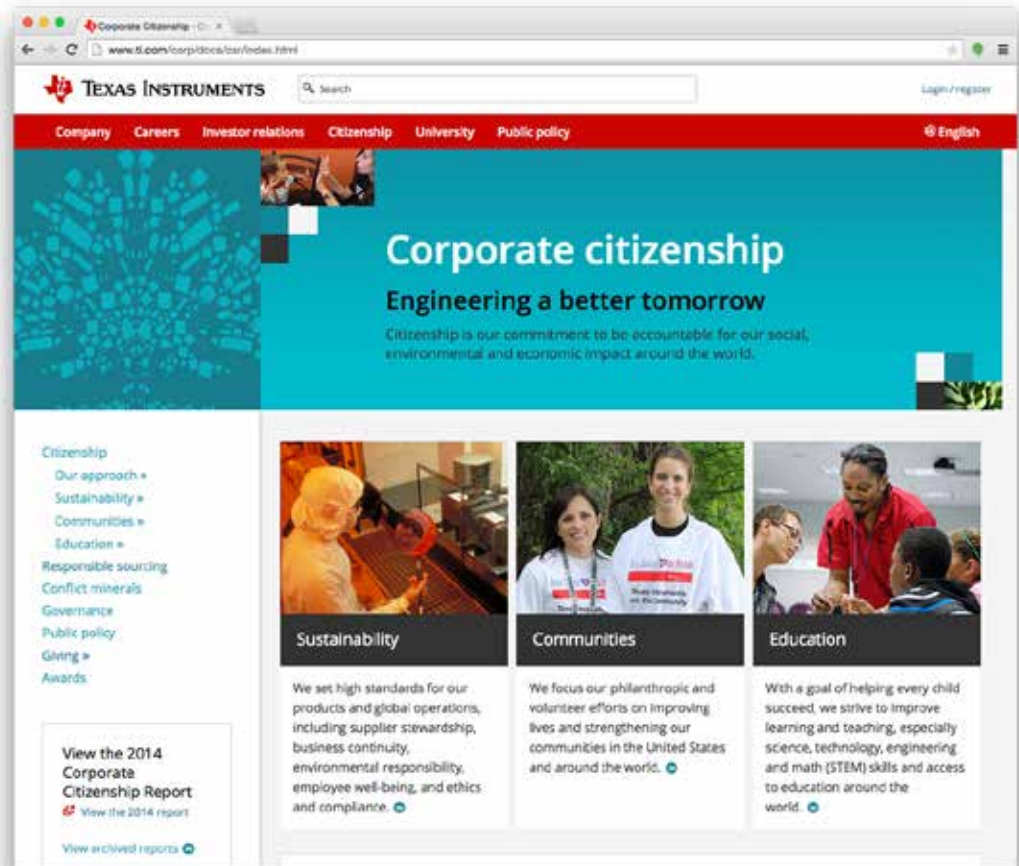 Corporate Citizenship
www.ti.com/corp/docs/csr/index.html
TEXAS INSTRUMENTS
Search
Login / register
Company Careers Investor relations Citizenship University Public policy
English
Corporate citizenship
Engineering a better tomorrow
Citizenship is our commitment to be accountable for our social,
environmental and economic impact around the world.
Citizenship
Our approach »
Sustainability »
Communities »
Education »
Responsible sourcing
Conflict minerals
Governance
Public policy
Giving »
Awards
View the 2014
Corporate
Citizenship Report
View the 2014 report
View archived reports
Sustainability
We set high standards for our
products and global operations,
including supplier stewardship,
business continuity,
environmental responsibility,
employee well-being, and ethics
and compliance.
Communities
We focus our philanthropic and
volunteer efforts on improving
lives and strengthening our
communities in the United States
and around the world.
Education
With a goal of helping every child
succeed, we strive to improve
learning and teaching, especially
science, technology, engineering
and math (STEM) skills and access
to education around the
world.